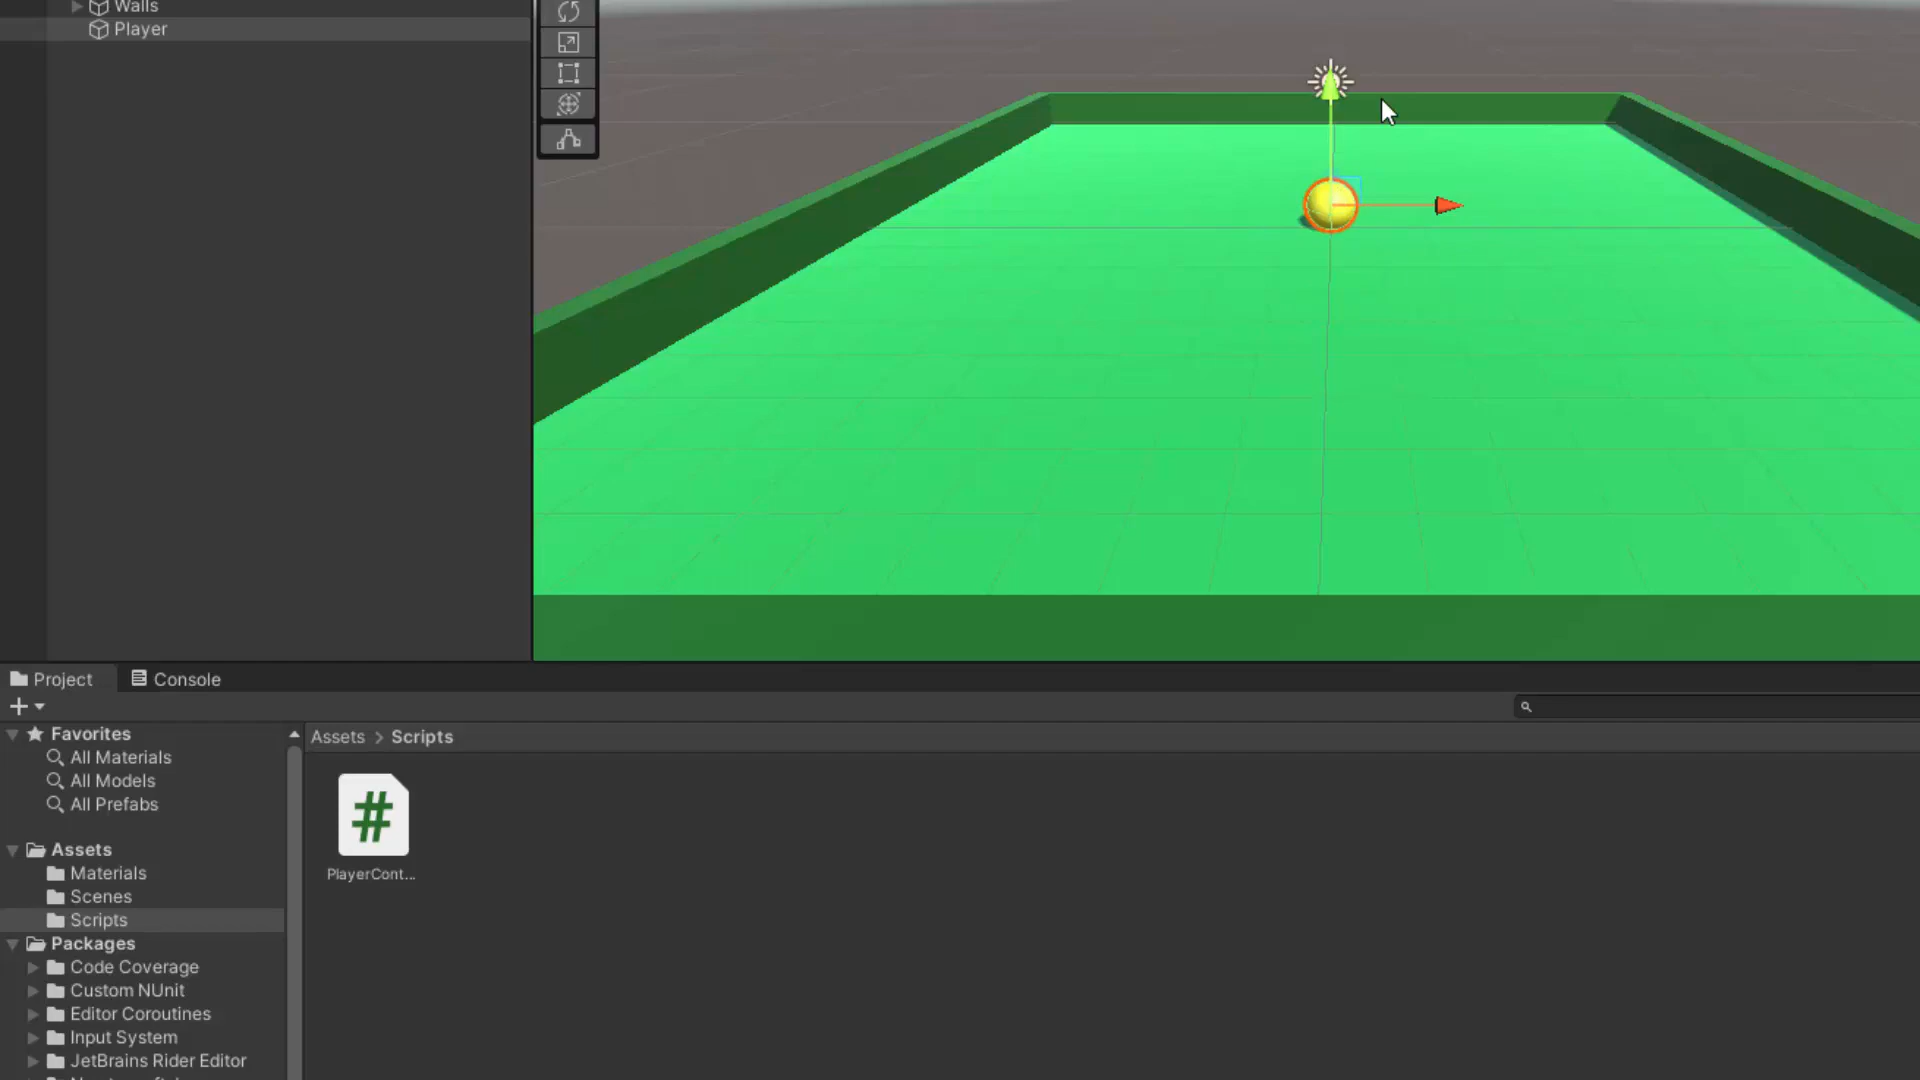 Walls
Player
Project
Console
Favorites
All Materials
All Models
All Prefabs
Assets
Materials
Scenes
Scripts
Packages
Code Coverage
Custom NUnit
Editor Coroutines
Input System
JetBrains Rider Editor
Assets > Scripts
#
PlayerCont...